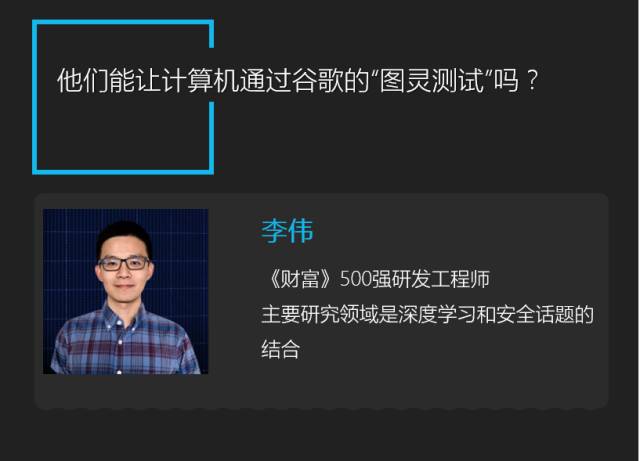 他们能让计算机通过谷歌的“图灵测试”吗？
李伟
《财富》500强研发工程师
主要研究领域是深度学习和安全话题的
结合